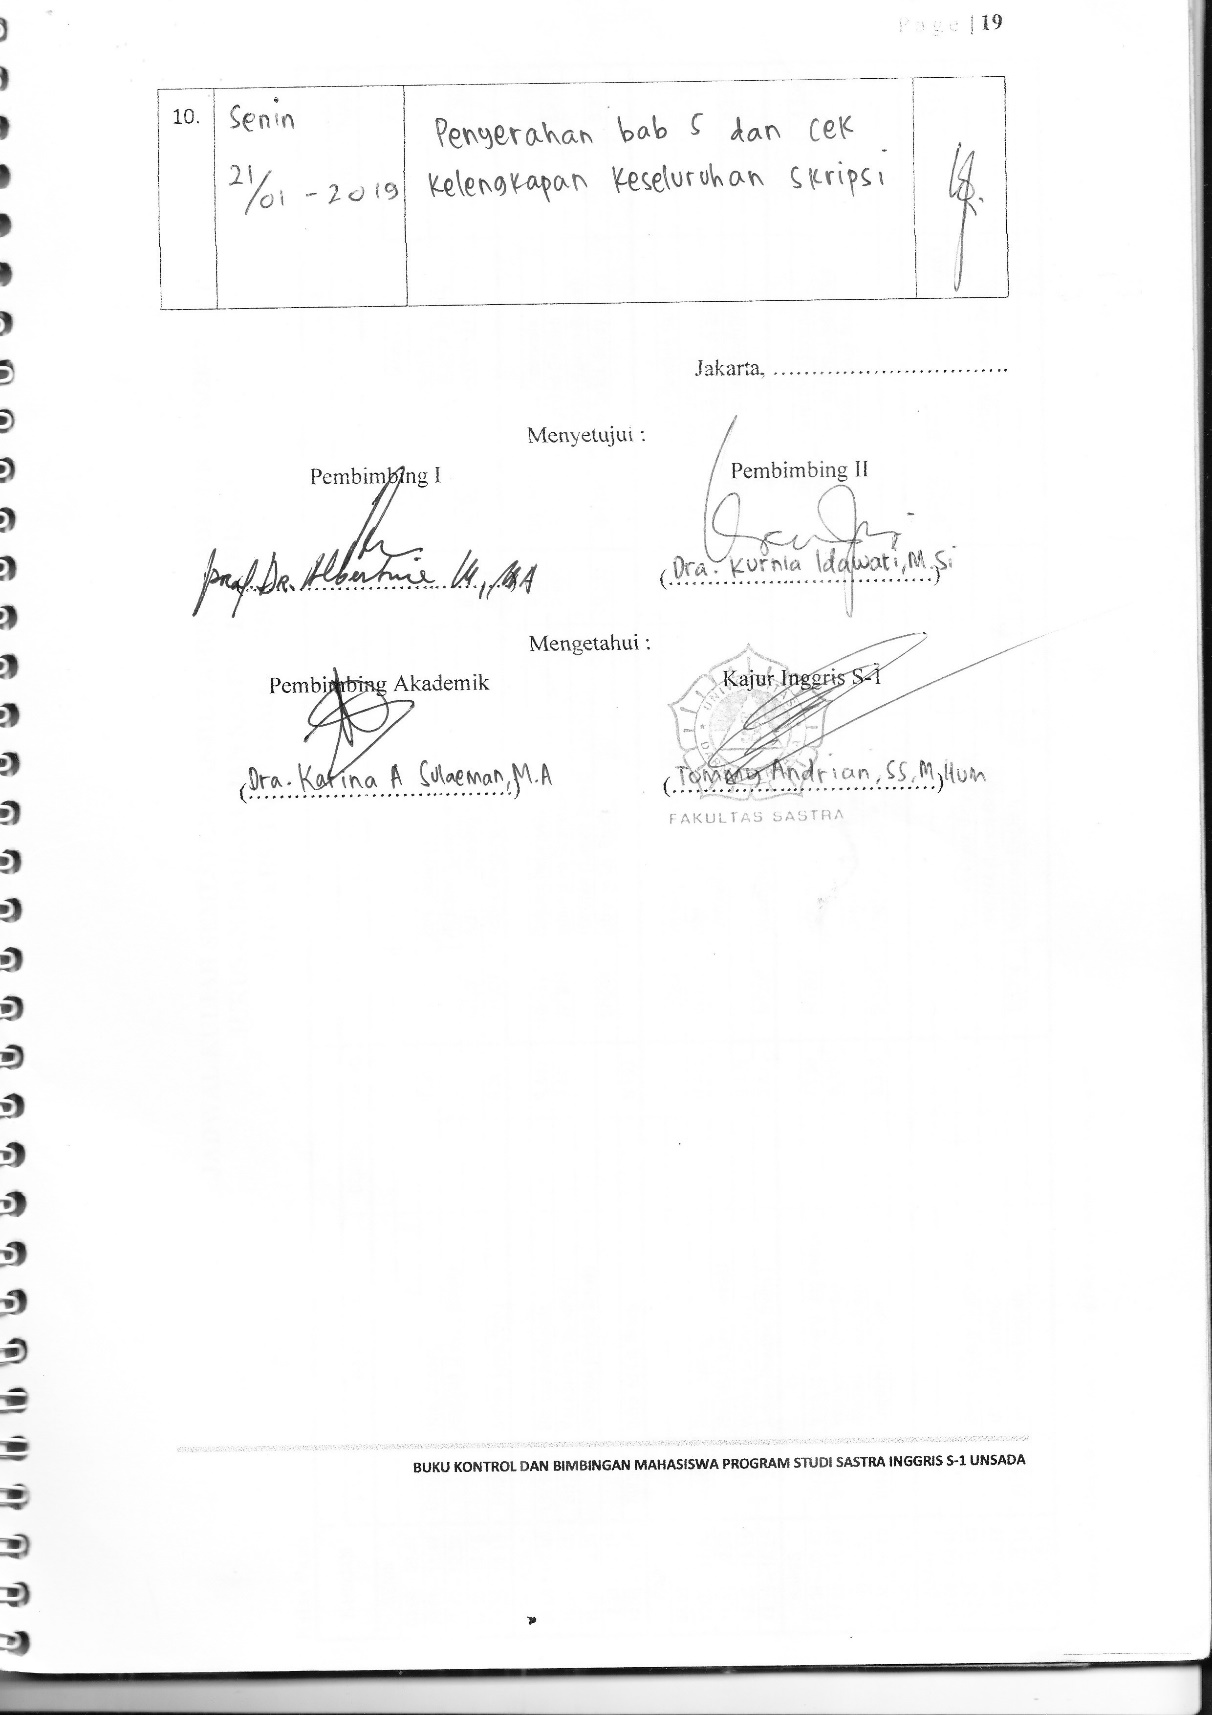 Page | 19
10. Senin Penyerahan bab 5 dan cek
21/01 - 2019 Kelengkapan Keseluruhan Skripsi
Jakarta, ...............................
Menyetujui :
Pembimbing I Pembimbing II
Prof. DR. Albertine M, MA (Dra. Kurnia Idawati, M.Si)
Mengetahui :
Pembimbing Akademik Kajur Inggris S-1
(Dra. Karina A Sulaeman, M.A) (Tommy Andrian, SS, M.Hum)
FAKULTAS SASTRA
BUKU KONTROL DAN BIMBINGAN MAHASISWA PROGRAM STUDI SASTRA INGGRIS S-1 UNSADA